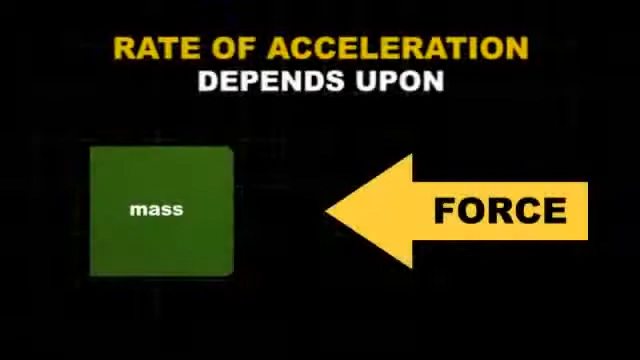 RATE OF ACCELERATION
DEPENDS UPON
mass
FORCE